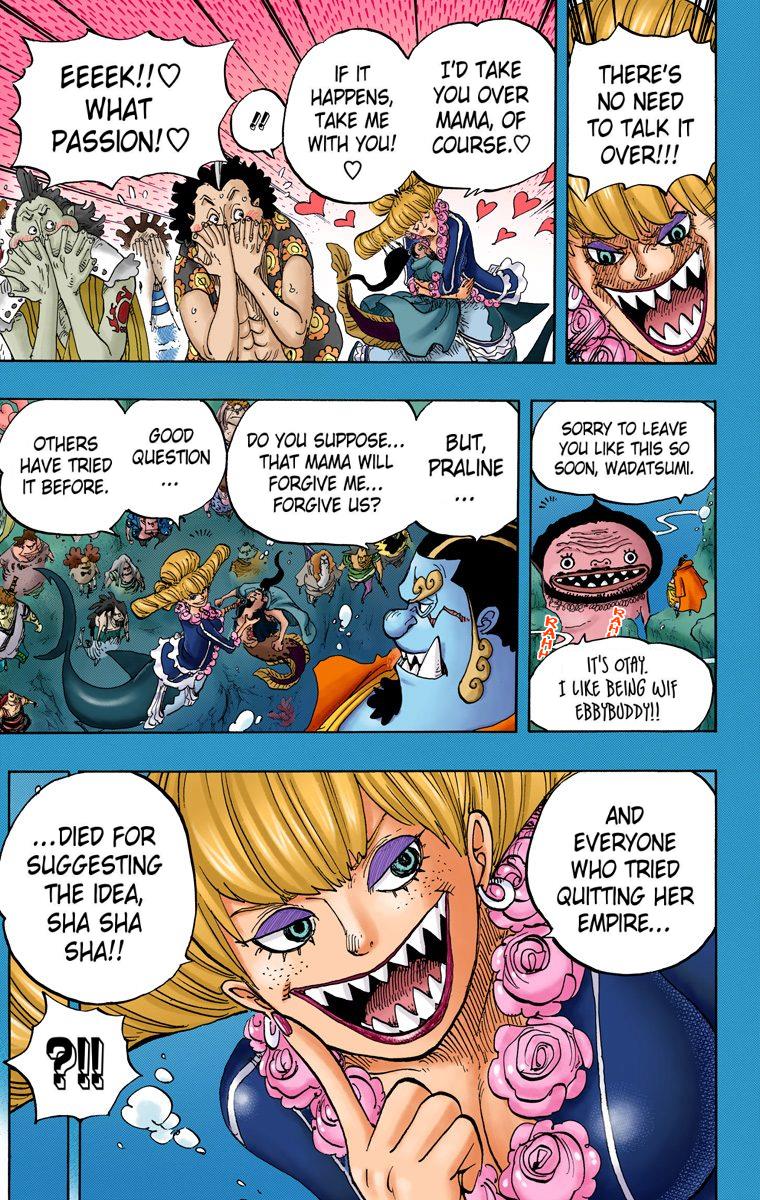 THERE'S
NO NEED
TO TALK IT
OVER!!!
I'D TAKE
YOU OVER
MAMA, OF
COURSE.♡
IF IT
HAPPENS,
TAKE ME
WITH YOU!
♡
!!
EEEEK!!♡
WHAT
PASSION!♡
SORRY TO LEAVE
YOU LIKE THIS SO
SOON, WADATSUMI.
RAHH
RAHH
IT'S OTAY.
I LIKE BEING WIF
EBBYBUDDY!!
BUT,
PRALINE
...
DO YOU SUPPOSE...
THAT MAMA WILL
FORGIVE ME...
FORGIVE US?
GOOD
QUESTION
...
OTHERS
HAVE TRIED
IT BEFORE.
AND
EVERYONE
WHO TRIED
QUITTING HER
EMPIRE...
...DIED FOR
SUGGESTING
THE IDEA,
SHA SHA
SHA!!
?!!